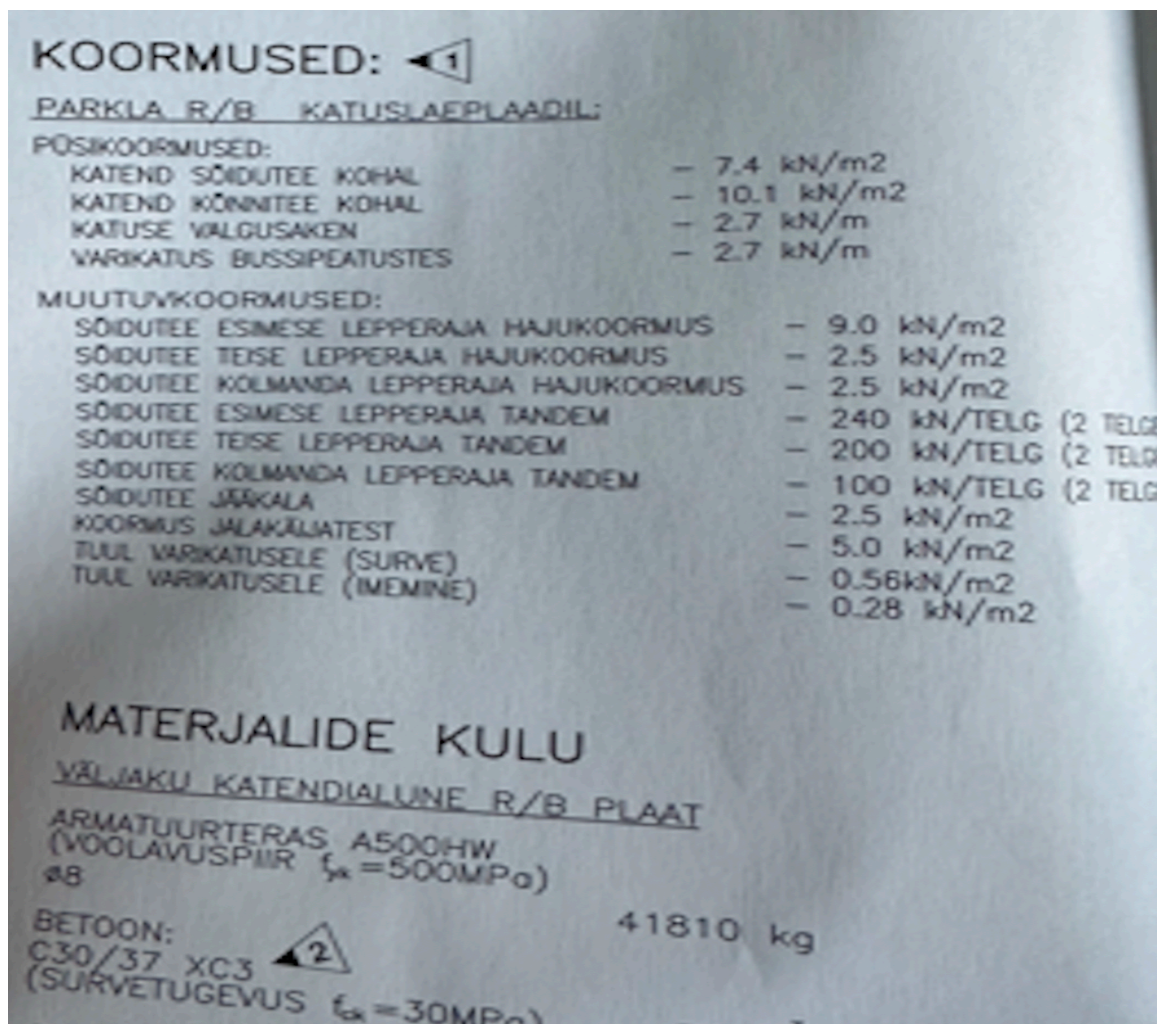 KOORMUSED: 1
PARKLA R/B KATUSLAEPLAADIL:
PÜSIKOORMUSED:
KATEND SÕIDUTEE KOHAL – 7.4 kN/m2
KATEND KÕNNITEE KOHAL – 10.1 kN/m2
KATUSE VALGUSAKEN – 2.7 kN/m
VARIKATUS BUSSIPEATUSTES – 2.7 kN/m
MUUTUVKOORMUSED:
SÕIDUTEE ESIMESE LEPPERAJA HAJUKOORMUS – 9.0 kN/m2
SÕIDUTEE TEISE LEPPERAJA HAJUKOORMUS – 2.5 kN/m2
SÕIDUTEE KOLMANDA LEPPERAJA HAJUKOORMUS – 2.5 kN/m2
SÕIDUTEE ESIMESE LEPPERAJA TANDEM – 240 kN/TELG (2 TELGE
SÕIDUTEE TEISE LEPPERAJA TANDEM – 200 kN/TELG (2 TELG
SÕIDUTEE KOLMANDA LEPPERAJA TANDEM – 100 kN/TELG (2 TELG
SÕIDUTEE JÄÄKALA – 2.5 kN/m2
KOORMUS JALAKÄIJATEST – 5.0 kN/m2
TUUL VARIKATUSELE (SURVE) – 0.56kN/m2
TUUL VARIKATUSELE (IMEMINE) – 0.28 kN/m2
MATERJALIDE KULU
VÄLJAKU KATENDIALUNE R/B PLAAT
ARMATUURTERAS A500HW
(VOOLAVUSPIIR fyk=500MPa)
ø8 41810 kg
BETOON:
C30/37 XC3 2
(SURVETUGEVUS fck=30MPa)